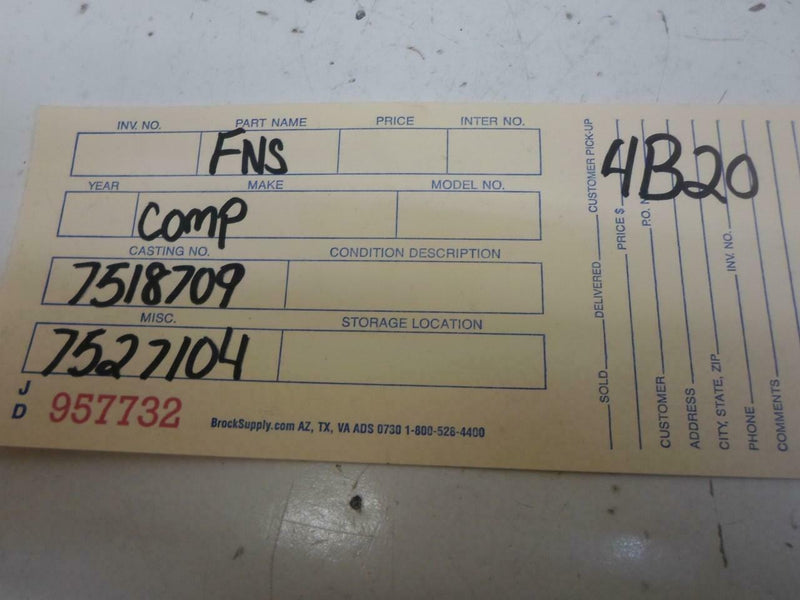 INV. NO. PART NAME PRICE INTER NO.
FNS
YEAR MAKE MODEL NO.
comp
CASTING NO. CONDITION DESCRIPTION
7518709
MISC. STORAGE LOCATION
7527104
J
D 957732
BrockSupply.com AZ, TX, VA ADS 0730 1-800-528-4400
4B20
SOLD DELIVERED CUSTOMER PICK-UP
PRICE $
P.O. N
CUSTOMER
ADDRESS
CITY, STATE, ZIP
PHONE INV. NO.
COMMENTS